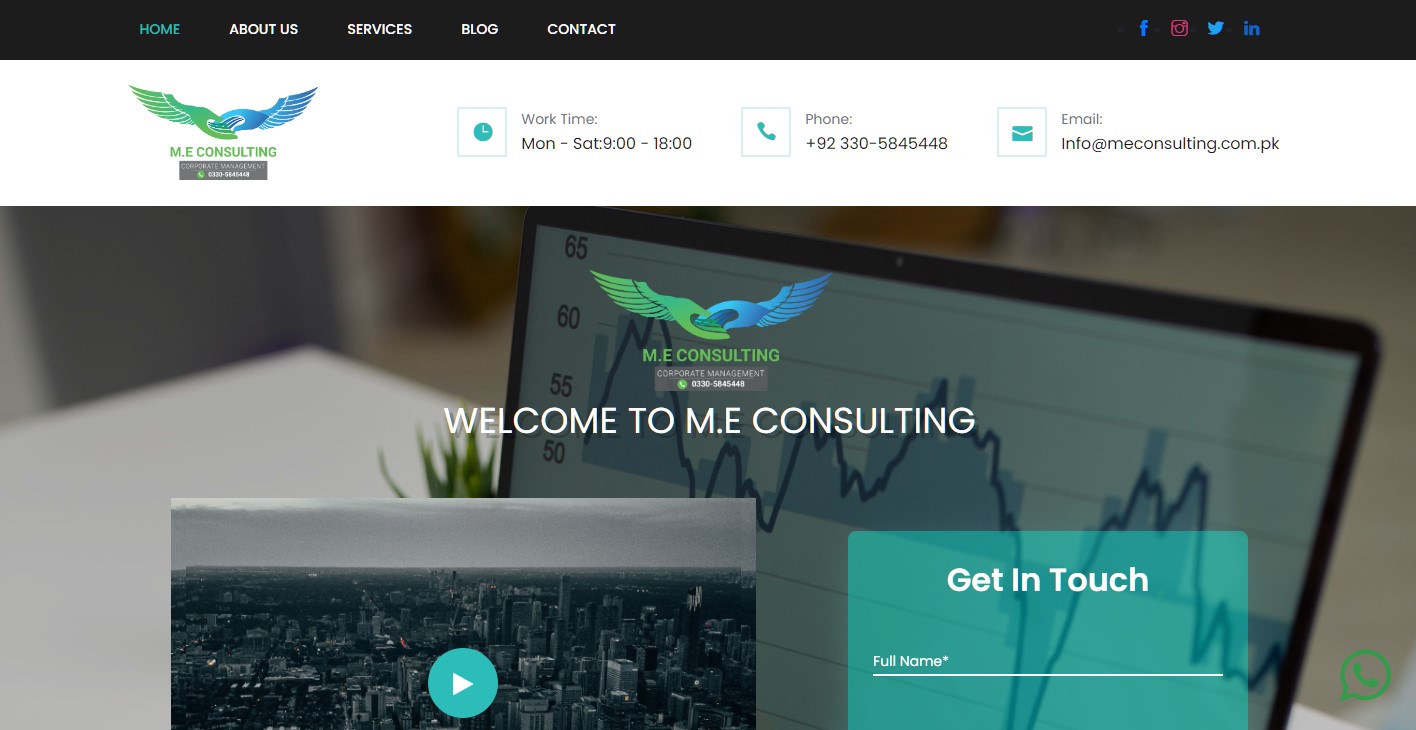 HOME ABOUT US SERVICES BLOG CONTACT
M.E CONSULTING
CORPORATE MANAGEMENT
0330-5845448
Work Time:
Mon - Sat:9:00 - 18:00
Phone:
+92 330-5845448
Email:
Info@meconsulting.com.pk
65
60
55
50
M.E CONSULTING
CORPORATE MANAGEMENT
0330-5845448
WELCOME TO M.E CONSULTING
Get In Touch
Full Name*